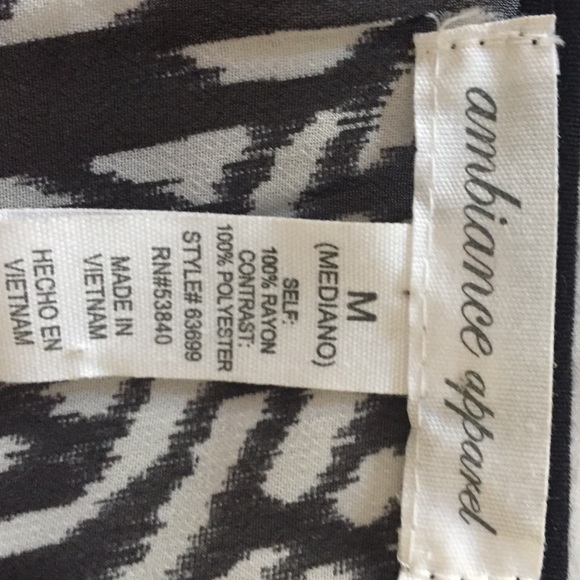 ambiance apparel
M
(MEDIANO)
SELF:
100% RAYON
CONTRAST:
100% POLYESTER
STYLE# 63699
RN#53840
MADE IN
VIETNAM
HECHO EN
VIETNAM